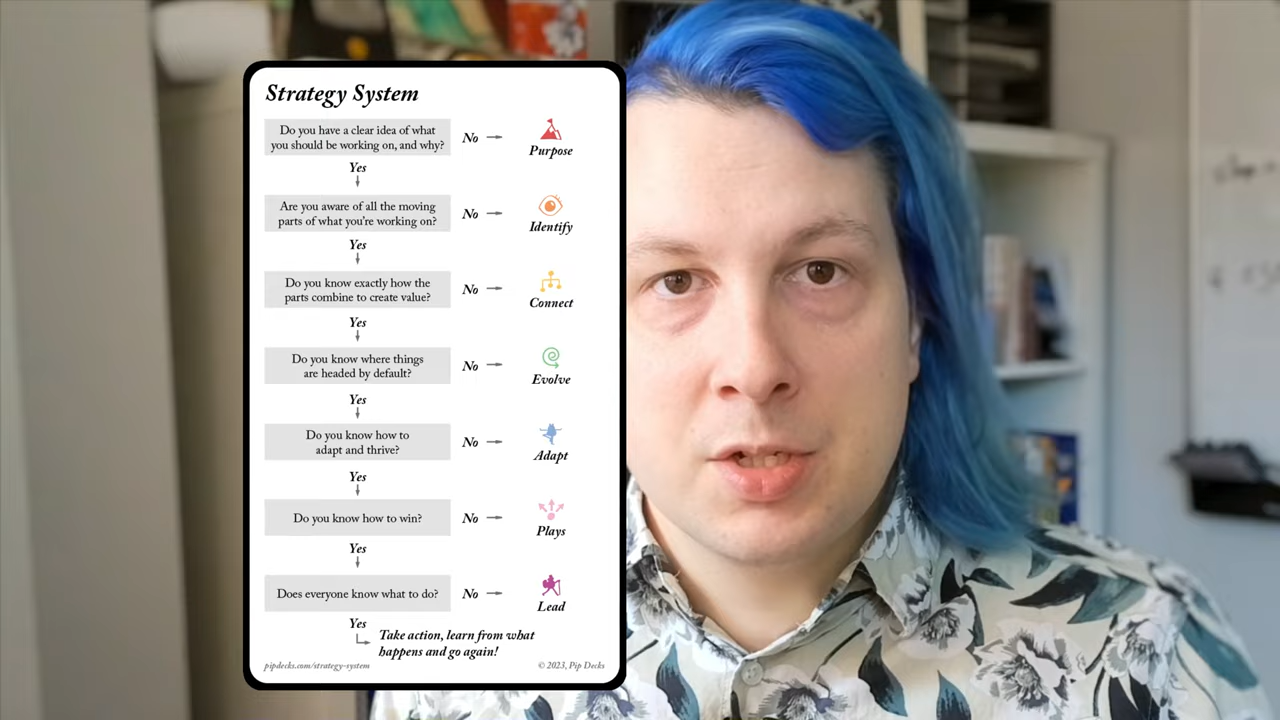 Strategy System
Do you have a clear idea of what
you should be working on, and why?
No
Purpose
Yes
Are you aware of all the moving
parts of what you're working on?
No
Identify
Yes
Do you know exactly how the
parts combine to create value?
No
Connect
Yes
Do you know where things
are headed by default?
No
Evolve
Yes
Do you know how to
adapt and thrive?
No
Adapt
Yes
Do you know how to win?
No
Plays
Yes
Does everyone know what to do?
No
Lead
Yes
Take action, learn from what
happens and go again!
pipdecks.com/strategy-system
© 2023, Pip Decks